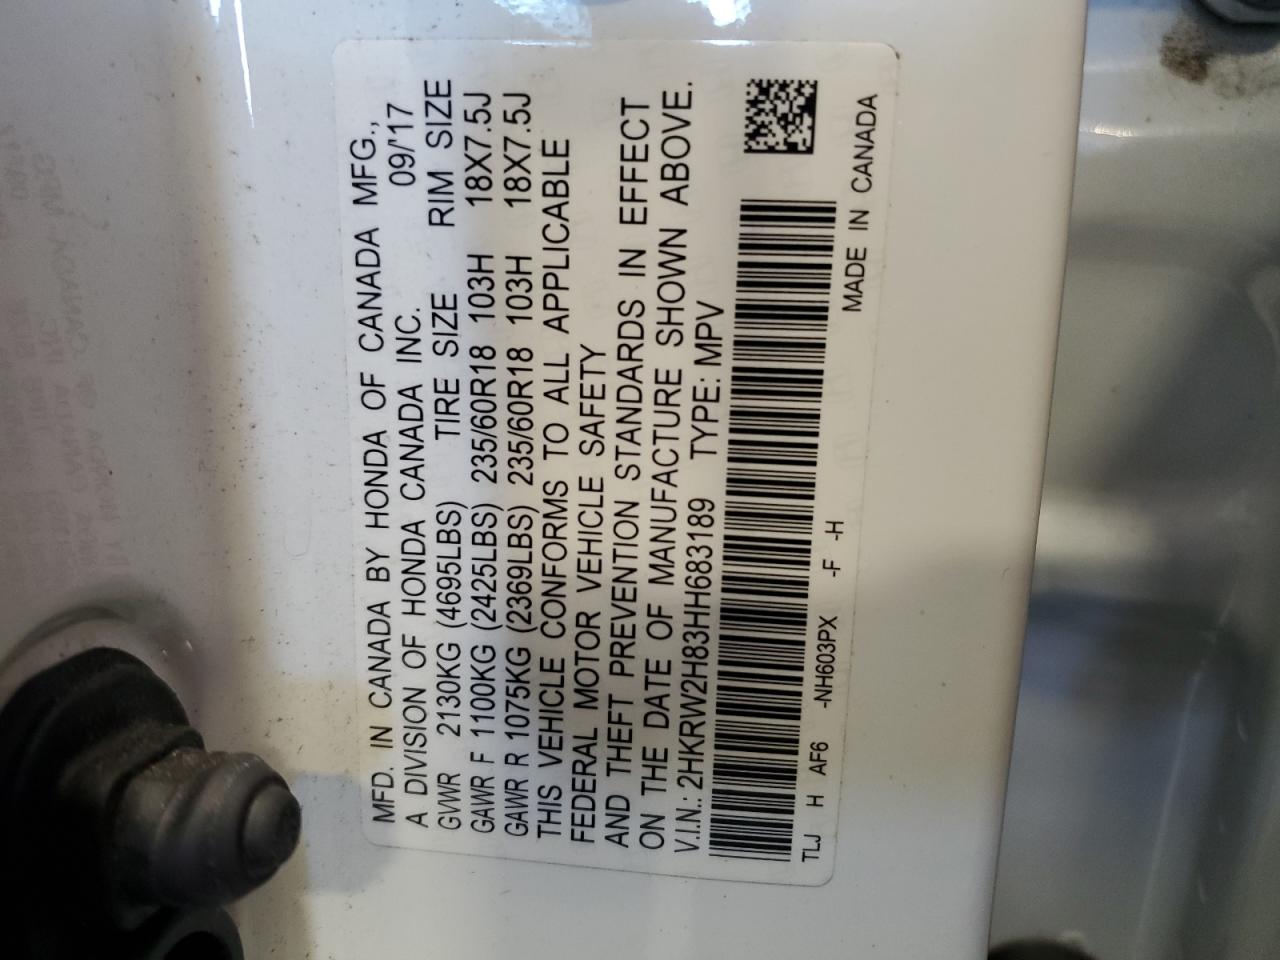 MFD. IN CANADA BY HONDA OF CANADA MFG.,
A DIVISION OF HONDA CANADA INC. 09/'17
GVWR 2130KG (4695LBS) TIRE SIZE RIM SIZE
GAWR F 1100KG (2425LBS) 235/60R18 103H 18X7.5J
GAWR R 1075KG (2369LBS) 235/60R18 103H 18X7.5J
THIS VEHICLE CONFORMS TO ALL APPLICABLE
FEDERAL MOTOR VEHICLE SAFETY
AND THEFT PREVENTION STANDARDS IN EFFECT
ON THE DATE OF MANUFACTURE SHOWN ABOVE.
V.I.N.: 2HKRW2H83HH683189 TYPE: MPV
TLJ H AF6 -NH603PX -F -H
MADE IN CANADA